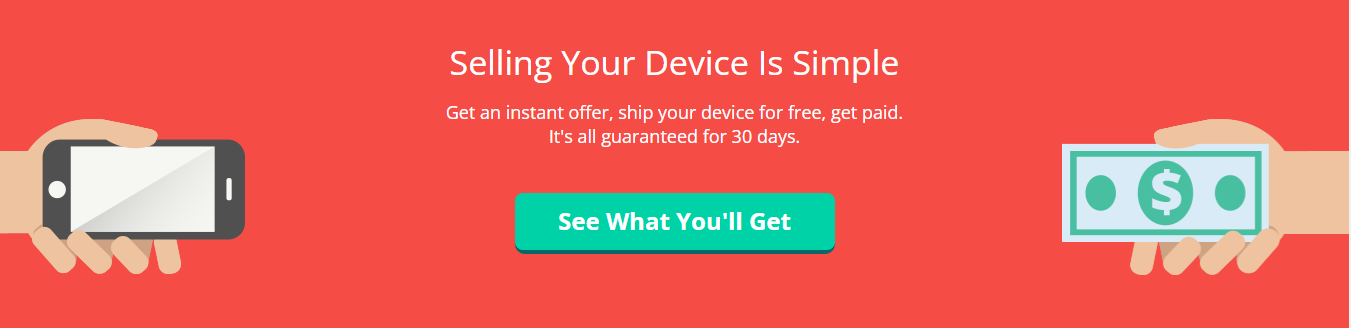 Selling Your Device Is Simple
Get an instant offer, ship your device for free, get paid.
It's all guaranteed for 30 days.
See What You'll Get
$